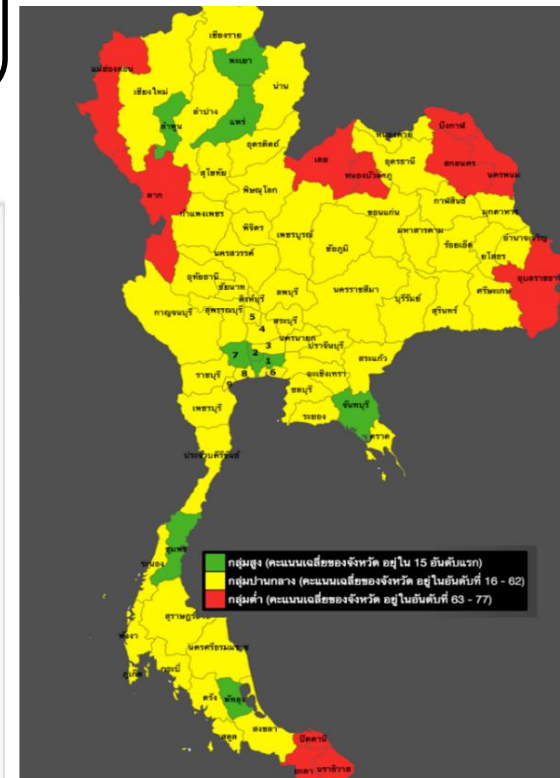 เชียงราย
พะเยา
แม่ฮ่องสอน
น่าน
เชียงใหม่
ลำปาง
แพร่
ลำพูน
บึงกาฬ
หนองคาย
อุตรดิตถ์
เลย
อุดรธานี
สกลนคร
นครพนม
สุโขทัย
หนองบัวลำภู
ตาก
พิษณุโลก
กาฬสินธุ์
กำแพงเพชร
ขอนแก่น
มุกดาหาร
พิจิตร
เพชรบูรณ์
มหาสารคาม
อำนาจเจริญ
ชัยภูมิ
ร้อยเอ็ด
นครสวรรค์
ยโสธร
อุบลราชธานี
อุทัยธานี
ชัยนาท
ลพบุรี
นครราชสีมา
บุรีรัมย์
ศรีสะเกษ
สิงห์บุรี
สุรินทร์
กาญจนบุรี
สุพรรณบุรี
5
สระบุรี
4
นครนายก
3
ปราจีนบุรี
7
2
1
สระแก้ว
ราชบุรี
8
6
ฉะเชิงเทรา
9
ชลบุรี
เพชรบุรี
จันทบุรี
ระยอง
ตราด
ประจวบคีรีขันธ์
ชุมพร
ระนอง
กลุ่มสูง (คะแนนเฉลี่ยของจังหวัด อยู่ใน 15 อันดับแรก)
กลุ่มปานกลาง (คะแนนเฉลี่ยของจังหวัด อยู่ในอันดับที่ 16 - 62)
กลุ่มต่ำ (คะแนนเฉลี่ยของจังหวัด อยู่ในอันดับที่ 63 - 77)
พังงา
นครศรีธรรมราช
กระบี่
ภูเก็ต
ตรัง
พัทลุง
สงขลา
สตูล
ปัตตานี
ยะลา
นราธิวาส